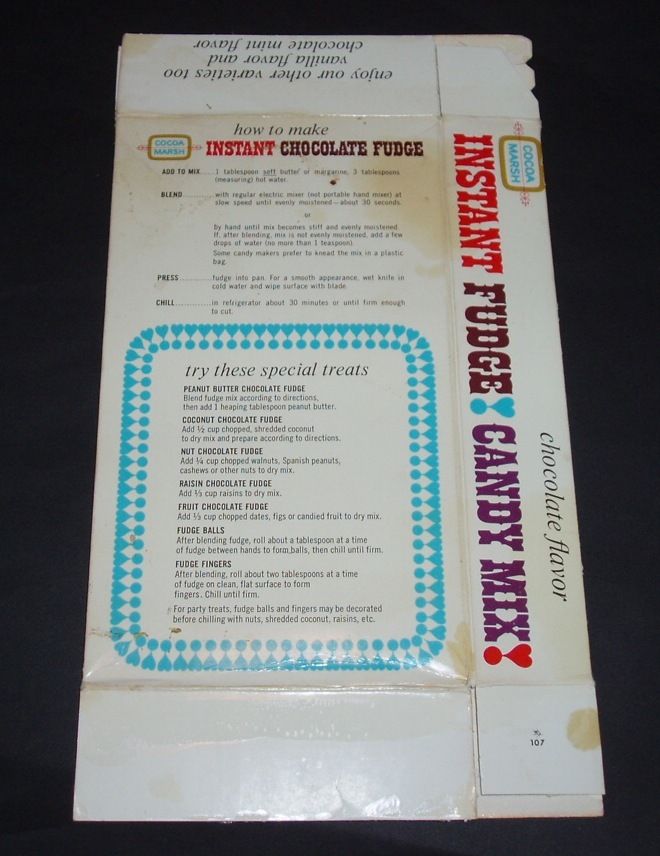 enjoy our other varieties too
vanilla flavor and
chocolate mint flavor
COCOA
MARSH
how to make
INSTANT CHOCOLATE FUDGE
ADD TO MIX.....1 tablespoon soft butter or margarine, 3 tablespoons
(measuring) hot water.
BLEND..............with regular electric mixer (not portable hand mixer) at
slow speed until evenly moistened—about 30 seconds.
or
by hand until mix becomes stiff and evenly moistened.
If, after blending, mix is not evenly moistened, add a few
drops of water (no more than 1 teaspoon).
Some candy makers prefer to knead the mix in a plastic
bag.
PRESS..............fudge into pan. For a smooth appearance, wet knife in
cold water and wipe surface with blade.
CHILL..............in refrigerator about 30 minutes or until firm enough
to cut.
try these special treats
PEANUT BUTTER CHOCOLATE FUDGE
Blend fudge mix according to directions,
then add 1 heaping tablespoon peanut butter.
COCONUT CHOCOLATE FUDGE
Add ½ cup chopped, shredded coconut
to dry mix and prepare according to directions.
NUT CHOCOLATE FUDGE
Add ¼ cup chopped walnuts, Spanish peanuts,
cashews or other nuts to dry mix.
RAISIN CHOCOLATE FUDGE
Add ⅓ cup raisins to dry mix.
FRUIT CHOCOLATE FUDGE
Add ⅓ cup chopped dates, figs or candied fruit to dry mix.
FUDGE BALLS
After blending fudge, roll about a tablespoon at a time
of fudge between hands to form balls, then chill until firm.
FUDGE FINGERS
After blending, roll about two tablespoons at a time
of fudge on clean, flat surface to form
fingers. Chill until firm.
For party treats, fudge balls and fingers may be decorated
before chilling with nuts, shredded coconut, raisins, etc.
COCOA
MARSH
INSTANT FUDGE! CANDY MIX!
chocolate flavor
107